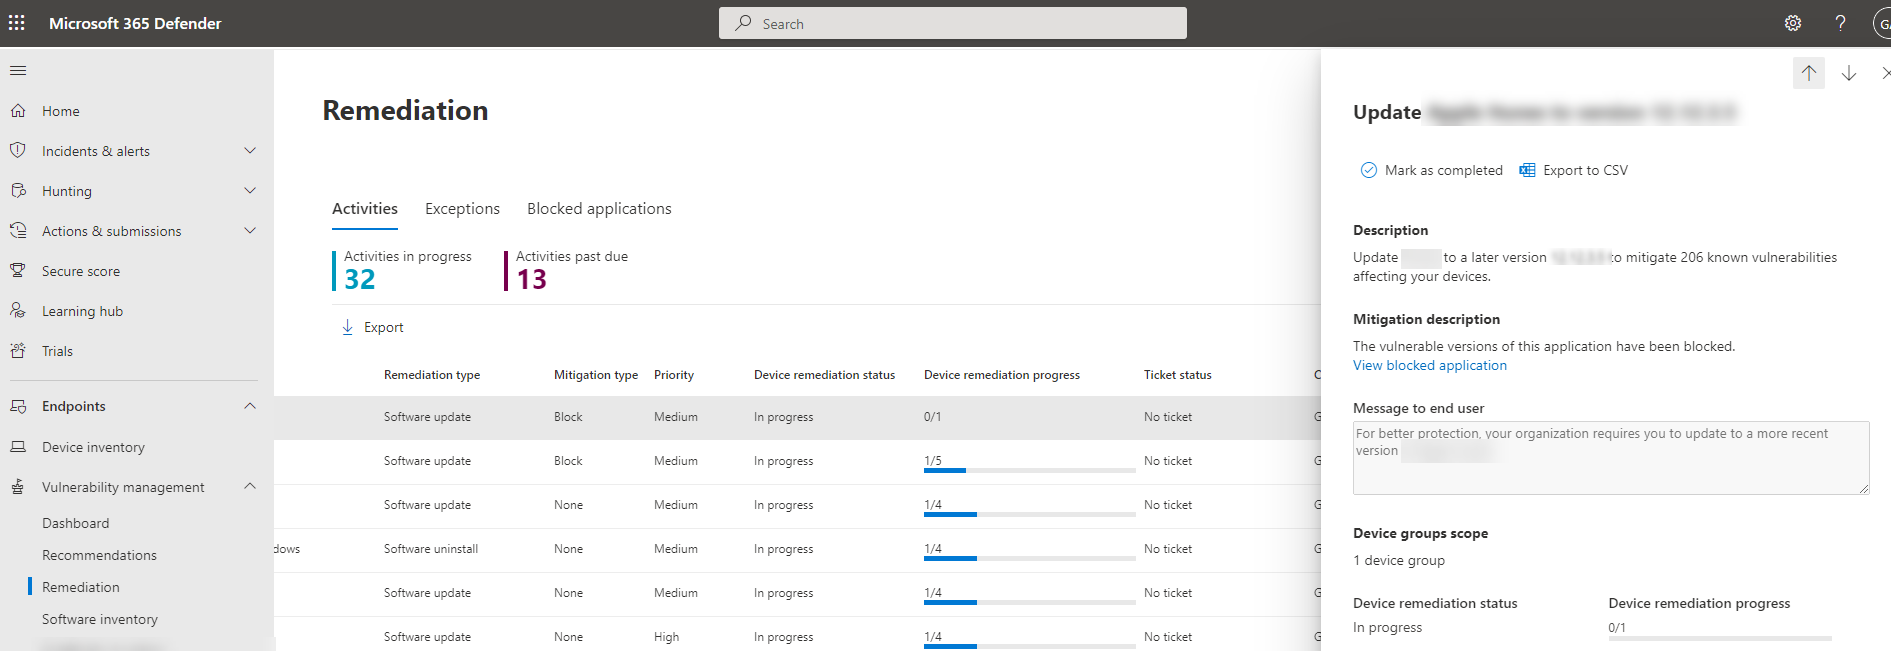 Microsoft 365 Defender
Search
Home
Incidents & alerts
Hunting
Actions & submissions
Secure score
Learning hub
Trials
Endpoints
Device inventory
Vulnerability management
Dashboard
Recommendations
Remediation
Software inventory
Remediation
Activities Exceptions Blocked applications
Activities in progress Activities past due
32 13
Export
Remediation type Mitigation type Priority Device remediation status Device remediation progress Ticket status
Software update Block Medium In progress 0/1 No ticket
Software update Block Medium In progress 1/5 No ticket
Software update None Medium In progress 1/4 No ticket
dows Software uninstall None Medium In progress 1/4 No ticket
Software update None Medium In progress 1/4 No ticket
Software update None High In progress 1/4 No ticket
Update
Mark as completed Export to CSV
Description
Update to a later version to mitigate 206 known vulnerabilities
affecting your devices.
Mitigation description
The vulnerable versions of this application have been blocked.
View blocked application
Message to end user
For better protection, your organization requires you to update to a more recent
version
Device groups scope
1 device group
Device remediation status Device remediation progress
In progress 0/1